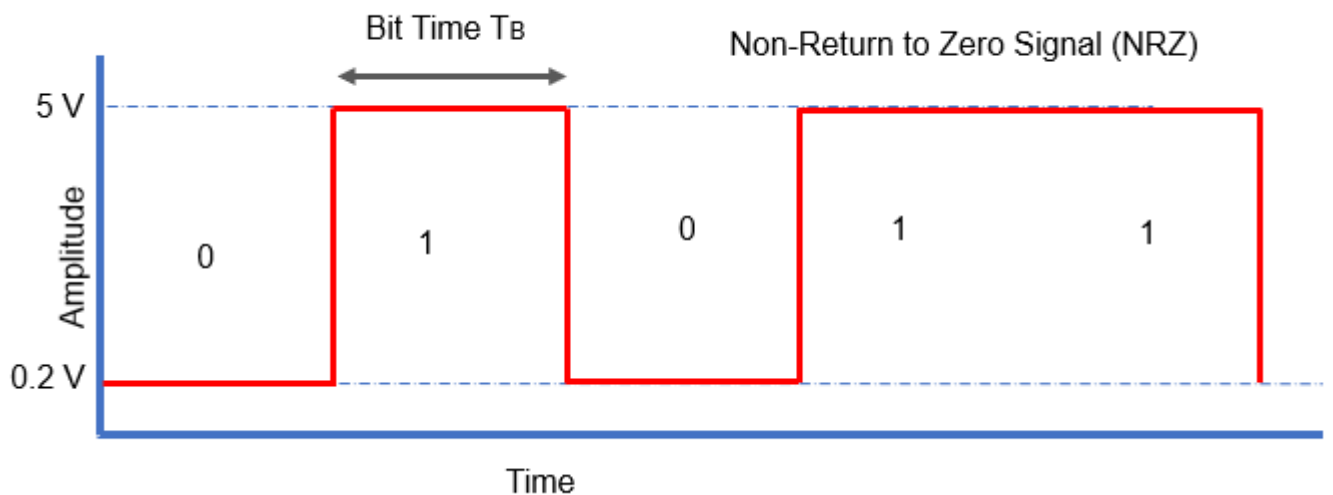 Bit Time TB
Non-Return to Zero Signal (NRZ)
5 V
Amplitude
0 1 0 1 1
0.2 V
Time